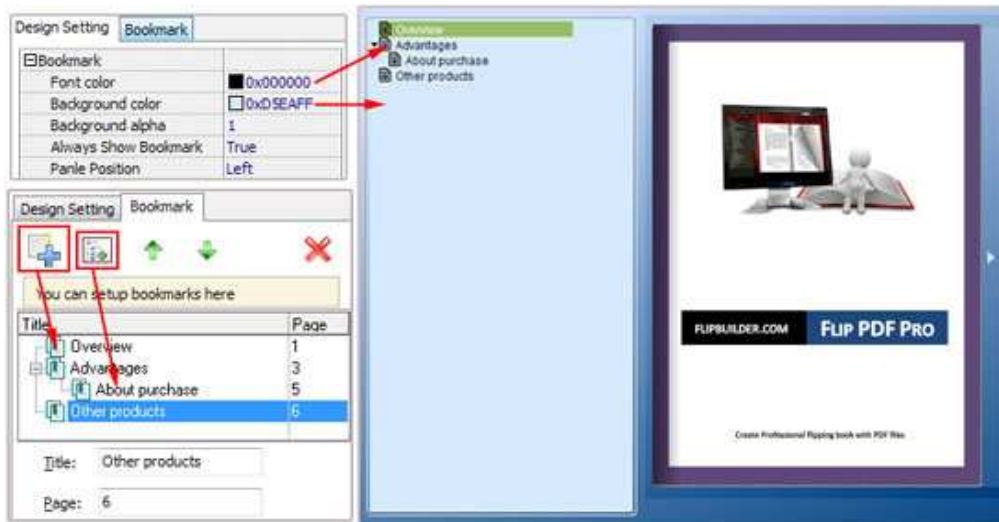 Design Setting Bookmark
Bookmark
Font color 0x000000
Background color 0xD5EAFF
Background alpha 1
Always Show Bookmark True
Panle Position Left
Design Setting Bookmark
You can setup bookmarks here
Title Page
Overview 1
Advantages 3
About purchase 5
Other products 6
Title: Other products
Page: 6
Overview
Advantages
About purchase
Other products
FLIPBUILDER.COM FLIP PDF PRO
Create Professional flipping book with PDF files